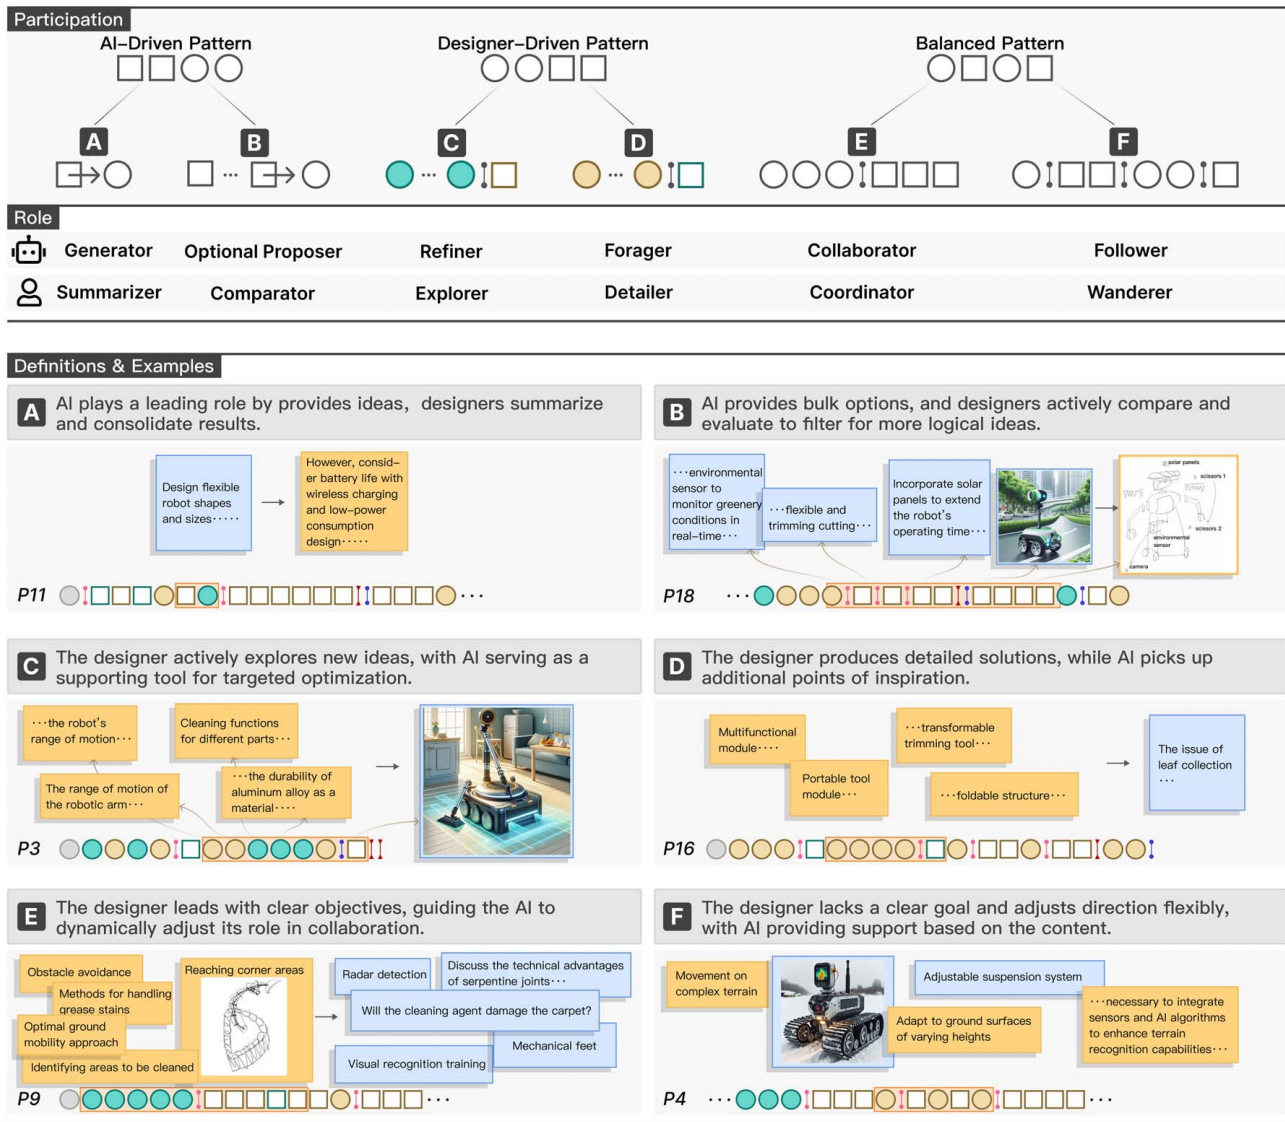 Participation
AI-Driven Pattern
Designer-Driven Pattern
Balanced Pattern
A
B
C
D
E
F
...
...
...
Role
Generator
Optional Proposer
Refiner
Forager
Collaborator
Follower
Summarizer
Comparator
Explorer
Detailer
Coordinator
Wanderer
Definitions & Examples
A
AI plays a leading role by provides ideas, designers summarize
and consolidate results.
Design flexible
robot shapes
and sizes·····
However, consid-
er battery life with
wireless charging
and low-power
consumption
design·····
P11
···
B
AI provides bulk options, and designers actively compare and
evaluate to filter for more logical ideas.
···environmental
sensor to
monitor greenery
conditions in
real-time···
···flexible and
trimming cutting···
Incorporate solar
panels to extend
the robot's
operating time···
solar panels
scissors 1
scissors 2
environmental
sensor
camera
P18
···
C
The designer actively explores new ideas, with AI serving as a
supporting tool for targeted optimization.
···the robot's
range of motion···
Cleaning functions
for different parts···
The range of motion of
the robotic arm···
···the durability of
aluminum alloy as a
material····
P3
D
The designer produces detailed solutions, while AI picks up
additional points of inspiration.
Multifunctional
module····
Portable tool
module···
···transformable
trimming tool···
···foldable structure···
The issue of
leaf collection
···
P16
E
The designer leads with clear objectives, guiding the AI to
dynamically adjust its role in collaboration.
Obstacle avoidance
Methods for handling
grease stains
Optimal ground
mobility approach
Identifying areas to be cleaned
Reaching corner areas
Radar detection
Discuss the technical advantages
of serpentine joints···
Will the cleaning agent damage the carpet?
Mechanical feet
Visual recognition training
P9
···
F
The designer lacks a clear goal and adjusts direction flexibly,
with AI providing support based on the content.
Movement on
complex terrain
Adjustable suspension system
Adapt to ground surfaces
of varying heights
···necessary to integrate
sensors and AI algorithms
to enhance terrain
recognition capabilities···
P4
···
···